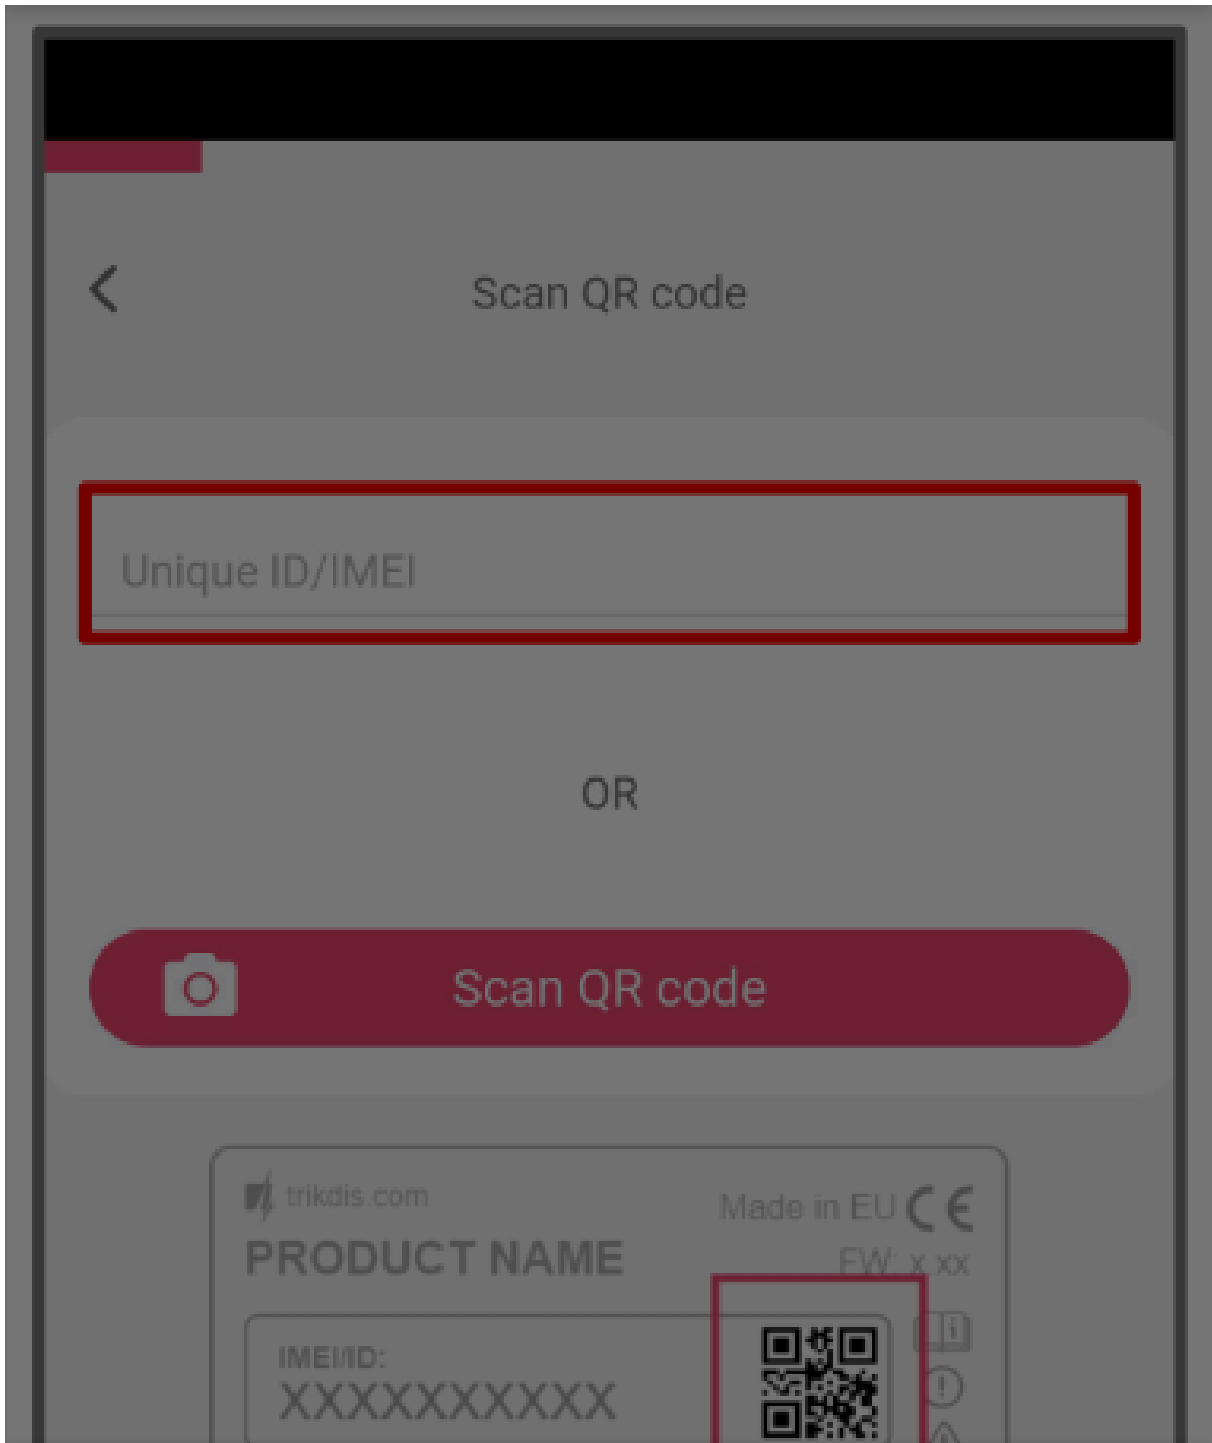 Scan QR code
Unique ID/IMEI
OR
Scan QR code
trikdis.com
Made in EU CE
PRODUCT NAME
FW: x.xx
IMEI/ID:
XXXXXXXXXX